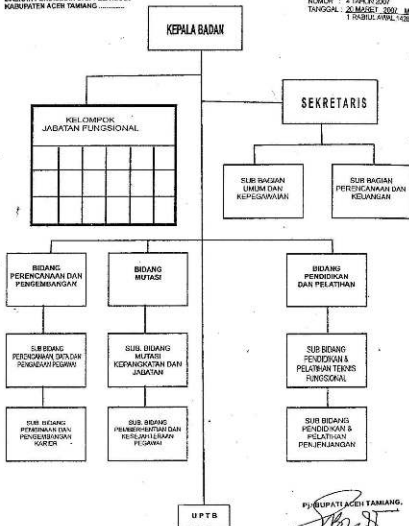 KABUPATEN ACEH TAMIANG
NOMOR : 4 TAHUN 2007
TANGGAL : 20 MARET 2007 M
1 RABIUL AWAL 1428
KEPALA BADAN
SEKRETARIS
KELOMPOK
JABATAN FUNGSIONAL
SUB BAGIAN
UMUM DAN
KEPEGAWAIAN
SUB BAGIAN
PERENCANAAN DAN
KEUANGAN
BIDANG
PERENCANAAN DAN
PENGEMBANGAN
BIDANG
MUTASI
BIDANG
PENDIDIKAN
DAN PELATIHAN
SUB BIDANG
PERENCANAAN, DATA DAN
PENGADAAN PEGAWAI
SUB. BIDANG
MUTASI
KEPANGKATAN DAN
JABATAN
SUB BIDANG
PENDIDIKAN &
PELATIHAN TEKNIS
FUNGSIONAL
SUB. BIDANG
PEMBINAAN DAN
PENGEMBANGAN
KARIER
SUB. BIDANG
PEMBERHENTIAN DAN
KESEJAHTERAAN
PEGAWAI
SUB BIDANG
PENDIDIKAN &
PELATIHAN
PENJENJANGAN
UPTB
Pj. BUPATI ACEH TAMIANG,